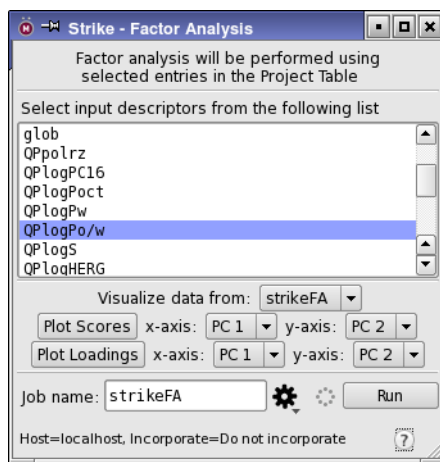 Strike - Factor Analysis
Factor analysis will be performed using
selected entries in the Project Table
Select input descriptors from the following list
glob
QPpolrz
QPlogPC16
QPlogPoct
QPlogPw
QPlogPo/w
QPlogS
QPlogHERG
Visualize data from: strikeFA
Plot Scores x-axis: PC 1 y-axis: PC 2
Plot Loadings x-axis: PC 1 y-axis: PC 2
Job name: strikeFA Run
Host=localhost, Incorporate=Do not incorporate ?